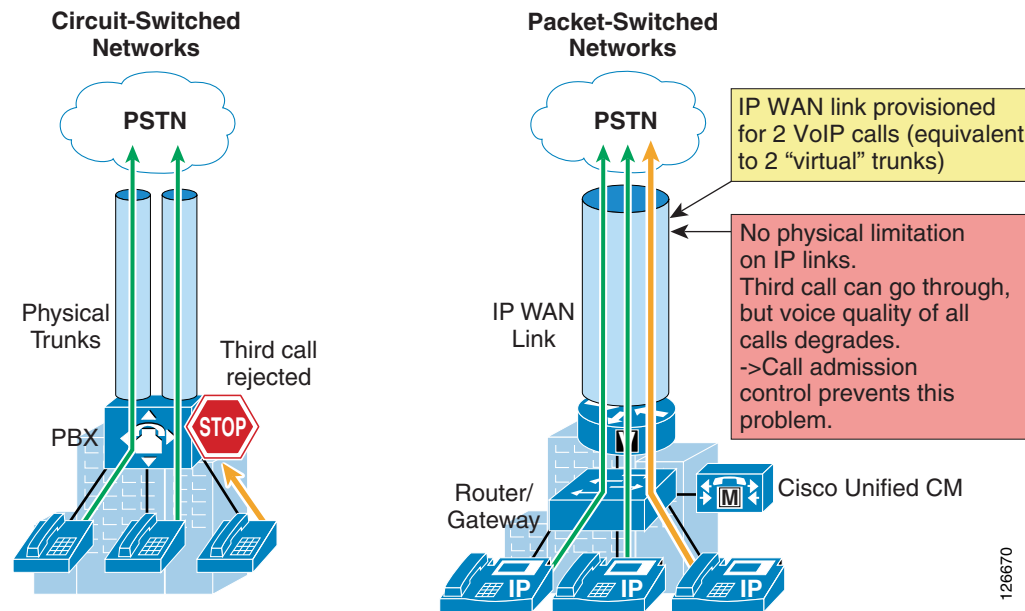 Circuit-Switched
Networks
PSTN
Physical
Trunks
Third call
rejected
STOP
PBX
Packet-Switched
Networks
PSTN
IP WAN link provisioned
for 2 VoIP calls (equivalent
to 2 “virtual” trunks)
No physical limitation
on IP links.
Third call can go through,
but voice quality of all
calls degrades.
->Call admission
control prevents this
problem.
IP WAN
Link
V
Router/
Gateway
M
Cisco Unified CM
IP
IP
IP
126670